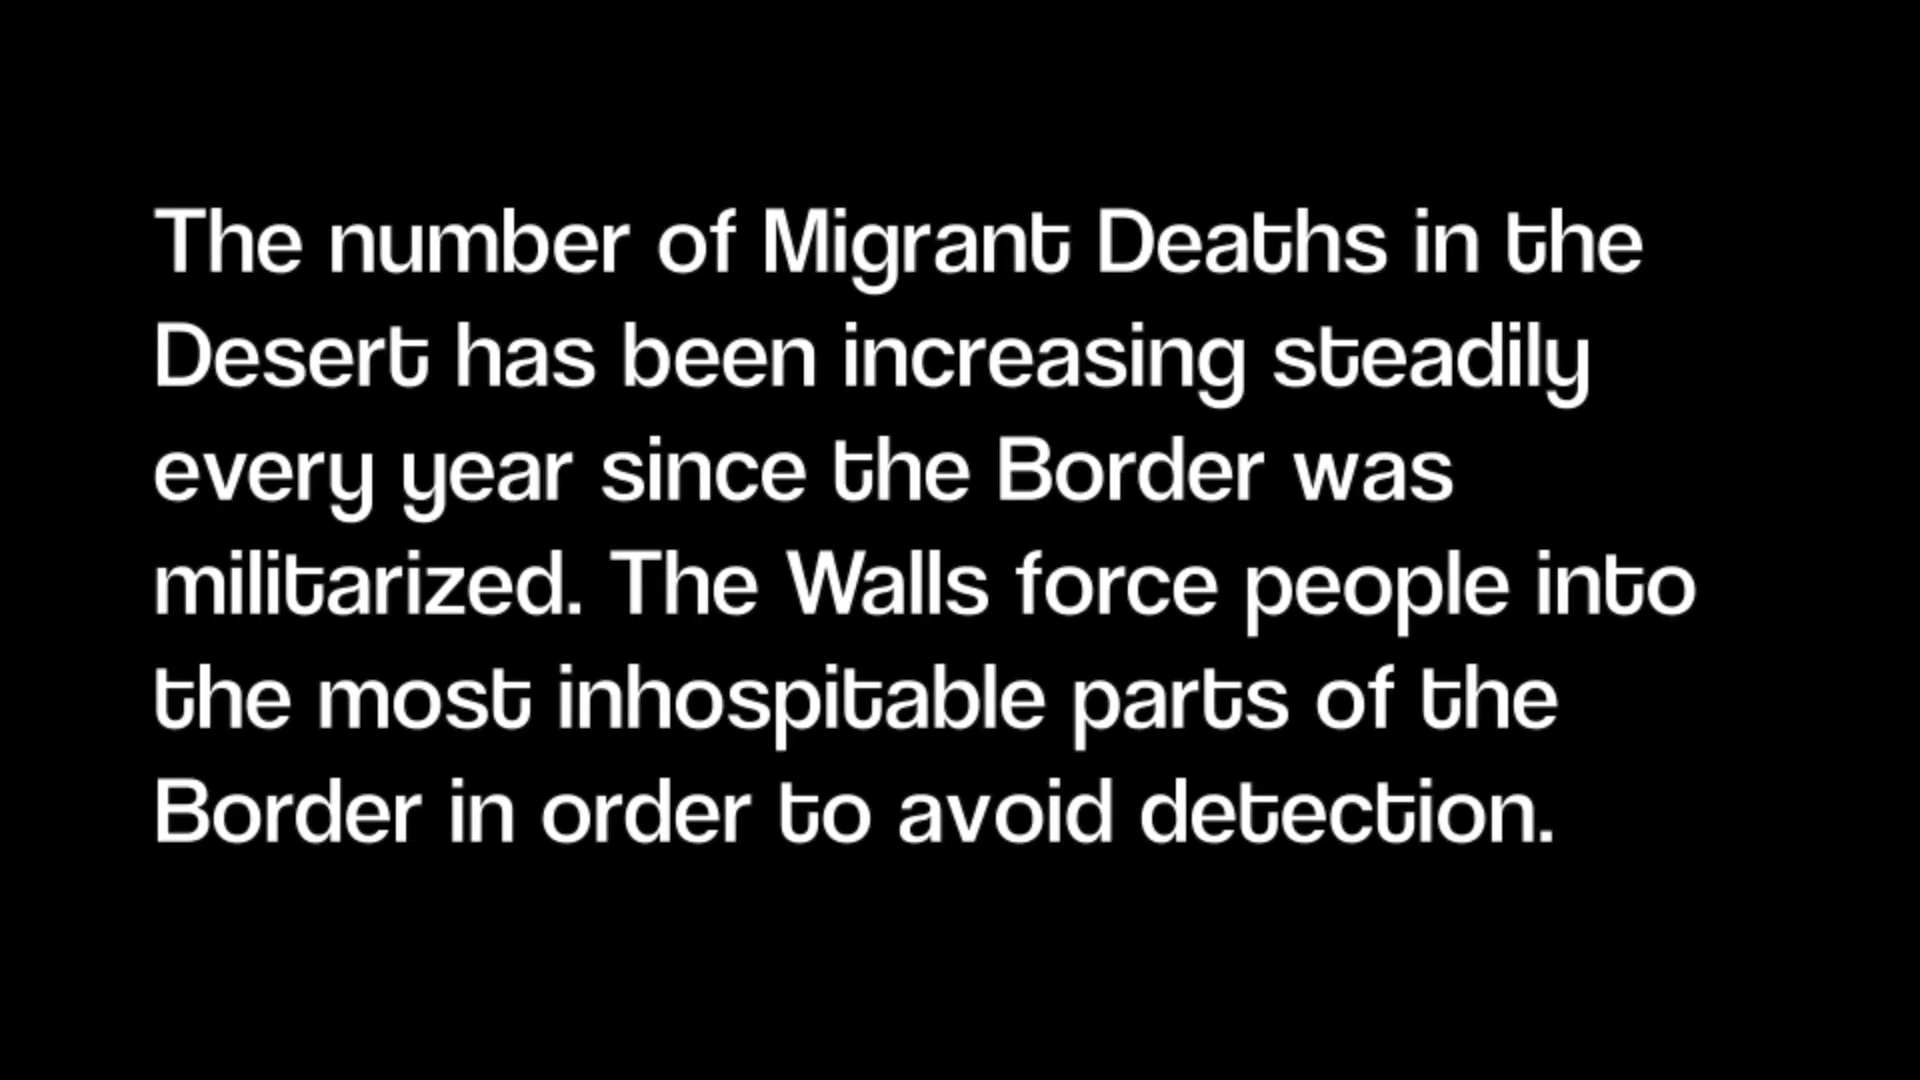 The number of Migrant Deaths in the
Desert has been increasing steadily
every year since the Border was
militarized. The Walls force people into
the most inhospitable parts of the
Border in order to avoid detection.